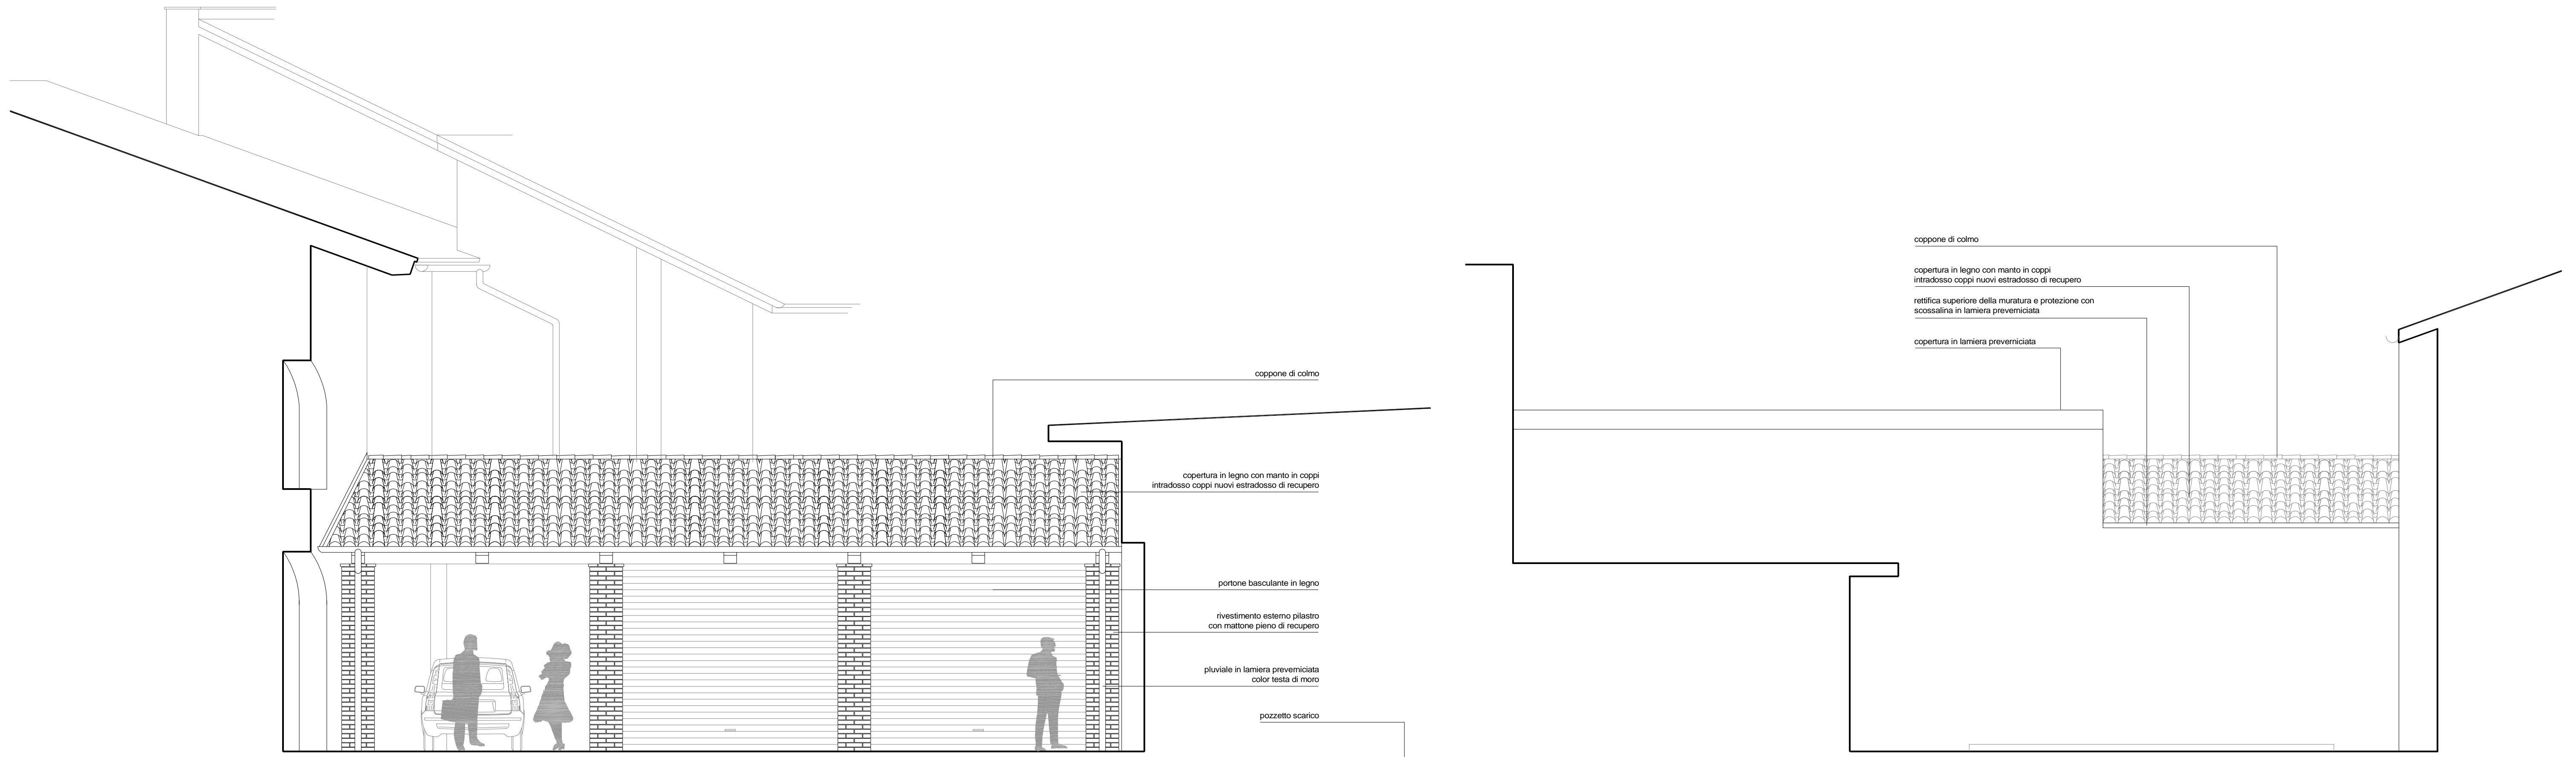 coppone di colmo
copertura in legno con manto in coppi
intradosso coppi nuovi estradosso di recupero
portone basculante in legno
rivestimento esterno pilastro
con mattone pieno di recupero
pluviale in lamiera preverniciata
color testa di moro
pozzetto scarico
coppone di colmo
copertura in legno con manto in coppi
intradosso coppi nuovi estradosso di recupero
rettifica superiore della muratura e protezione con
scossalina in lamiera preverniciata
copertura in lamiera preverniciata